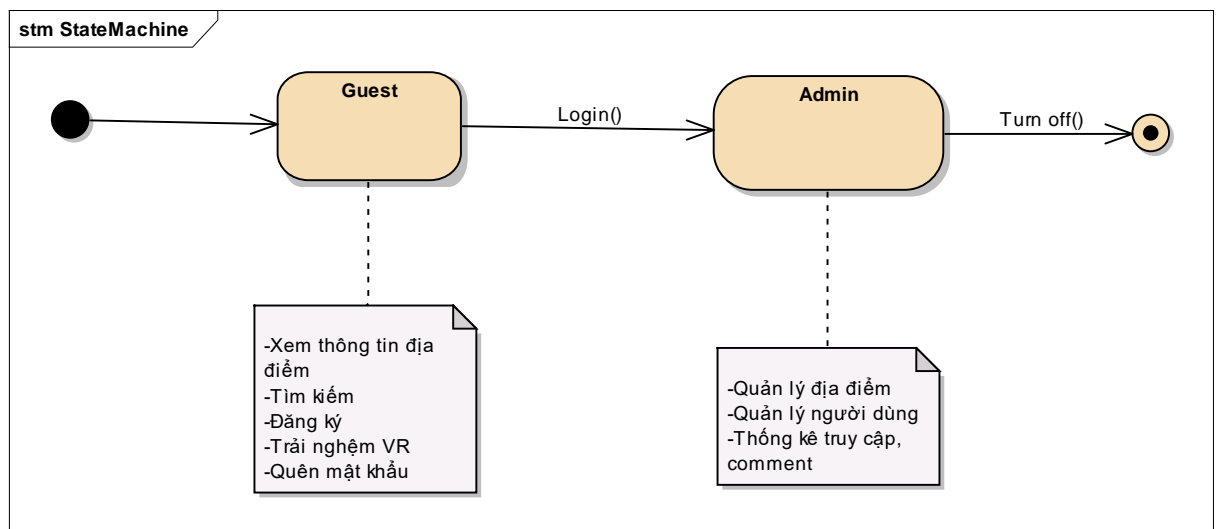 stm StateMachine
Guest
Login()
Admin
Turn off()
-Xem thông tin địa
điểm
-Tìm kiếm
-Đăng ký
-Trải nghệm VR
-Quên mật khẩu
-Quản lý địa điểm
-Quản lý người dùng
-Thống kê truy cập,
comment